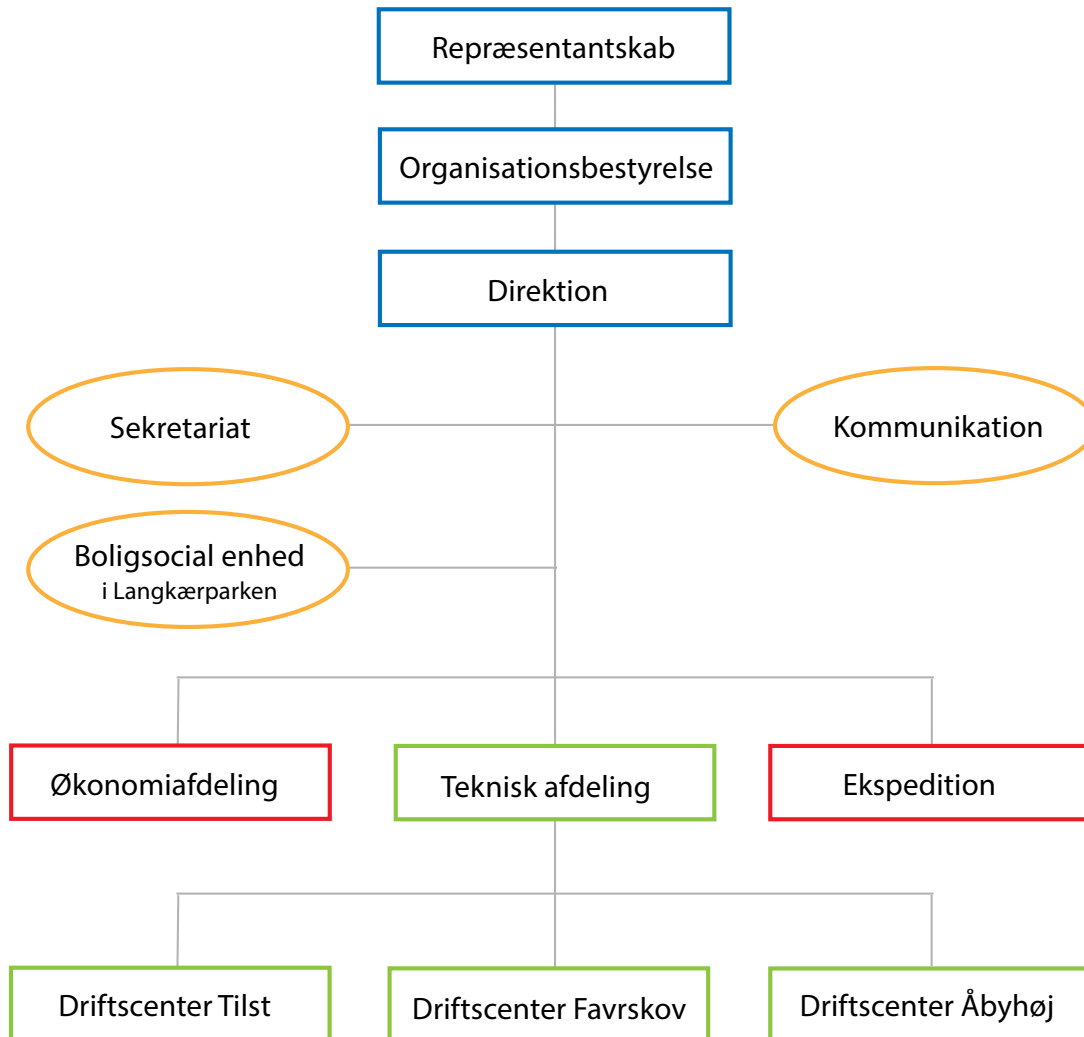 Repræsentantskab
Organisationsbestyrelse
Direktion
Sekretariat
Kommunikation
Boligsocial enhed
i Langkærparken
Økonomiafdeling
Teknisk afdeling
Ekspedition
Driftscenter Tilst
Driftscenter Favrskov
Driftscenter Åbyhøj